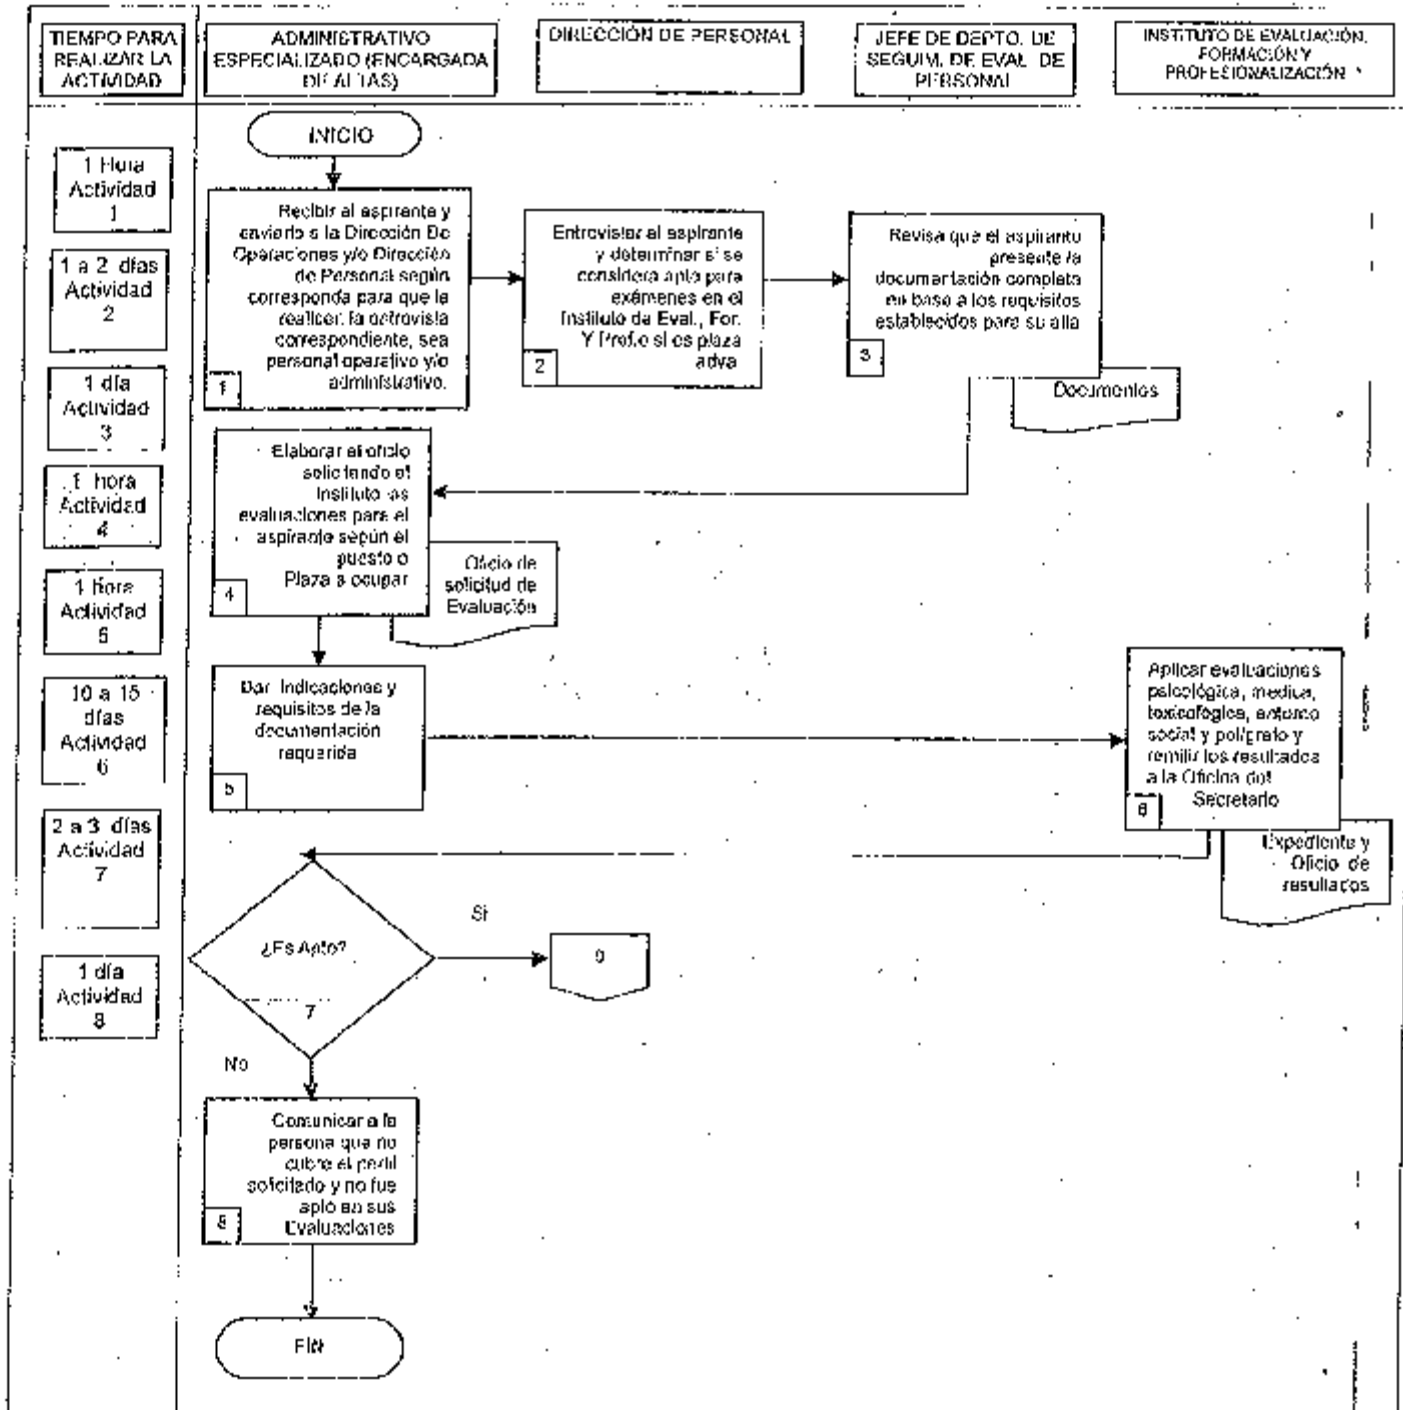 TIEMPO PARA
REALIZAR LA
ACTIVIDAD
ADMINISTRATIVO
ESPECIALIZADO (ENCARGADA
DE ALTAS)
DIRECCIÓN DE PERSONAL
JEFE DE DEPTO. DE
SEGUIM. DE EVAL. DE
PERSONAL
INSTITUTO DE EVALUACIÓN,
FORMACIÓN Y
PROFESIONALIZACIÓN
INICIO
1 Hora
Actividad
1
Recibir al aspirante y
enviarlo a la Dirección De
Operaciones y/o Dirección
de Personal según
corresponda para que le
realicen la entrevista
correspondiente, sea
personal operativo y/o
administrativo.
1
Entrevistar al aspirante
y determinar si se
considera apto para
exámenes en el
Instituto de Eval., For.
Y Prof. o si es plaza
adva
2
Revisa que el aspirante
presente la
documentación completa
en base a los requisitos
establecidos para su alta
3
Documentos
1 a 2 días
Actividad
2
1 día
Actividad
3
1 hora
Actividad
4
Elaborar el oficio
solicitando al
Instituto las
evaluaciones para el
aspirante según el
puesto o
Plaza a ocupar
4
Oficio de
solicitud de
Evaluación
1 hora
Actividad
5
Dar Indicaciones y
requisitos de la
documentación
requerida
5
10 a 15
días
Actividad
6
Aplicar evaluaciones
psicológica, medica,
toxicológica, entorno
social y polígrafo y
remitir los resultados
a la Oficina del
Secretario
6
Expediente y
Oficio de
resultados
2 a 3 días
Actividad
7
¿Es Apto?
7
Si
9
No
1 día
Actividad
8
Comunicar a la
persona que no
cubre el perfil
solicitado y no fue
apto en sus
Evaluaciones
8
FIN